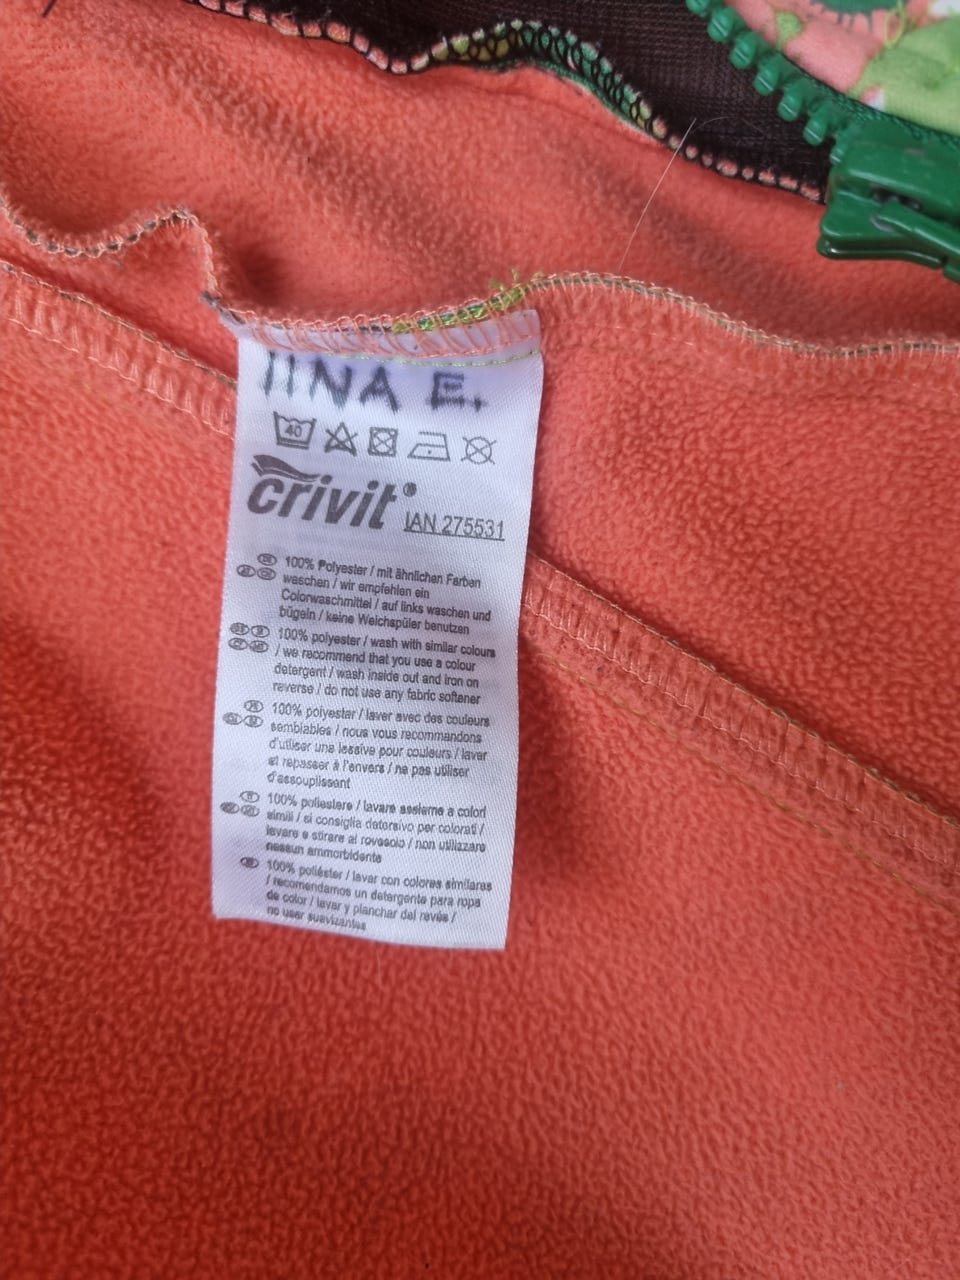 IINA E.
40
crivit®
IAN 275531
DE 100% Polyester / mit ähnlichen Farben
waschen / wir empfehlen ein
Colorwaschmittel / auf links waschen und
bügeln / keine Weichspüler benutzen
100% polyester / wash with similar colours
/ we recommend that you use a colour
detergent / wash inside out and iron on
reverse / do not use any fabric softener
100% polyester / laver avec des couleurs
semblables / nous vous recommandons
d'utiliser une lessive pour couleurs / laver
et repasser à l'envers / ne pas utiliser
d'assouplissant
100% poliestere / lavare assieme a colori
simili / si consiglia detersivo per colorati /
lavare e stirare al rovescio / non utilizzare
nessun ammorbidente
100% poliéster / lavar con colores similares
/ recomendamos un detergente para ropa
de color / lavar y planchar del revés /
no usar suavizantes